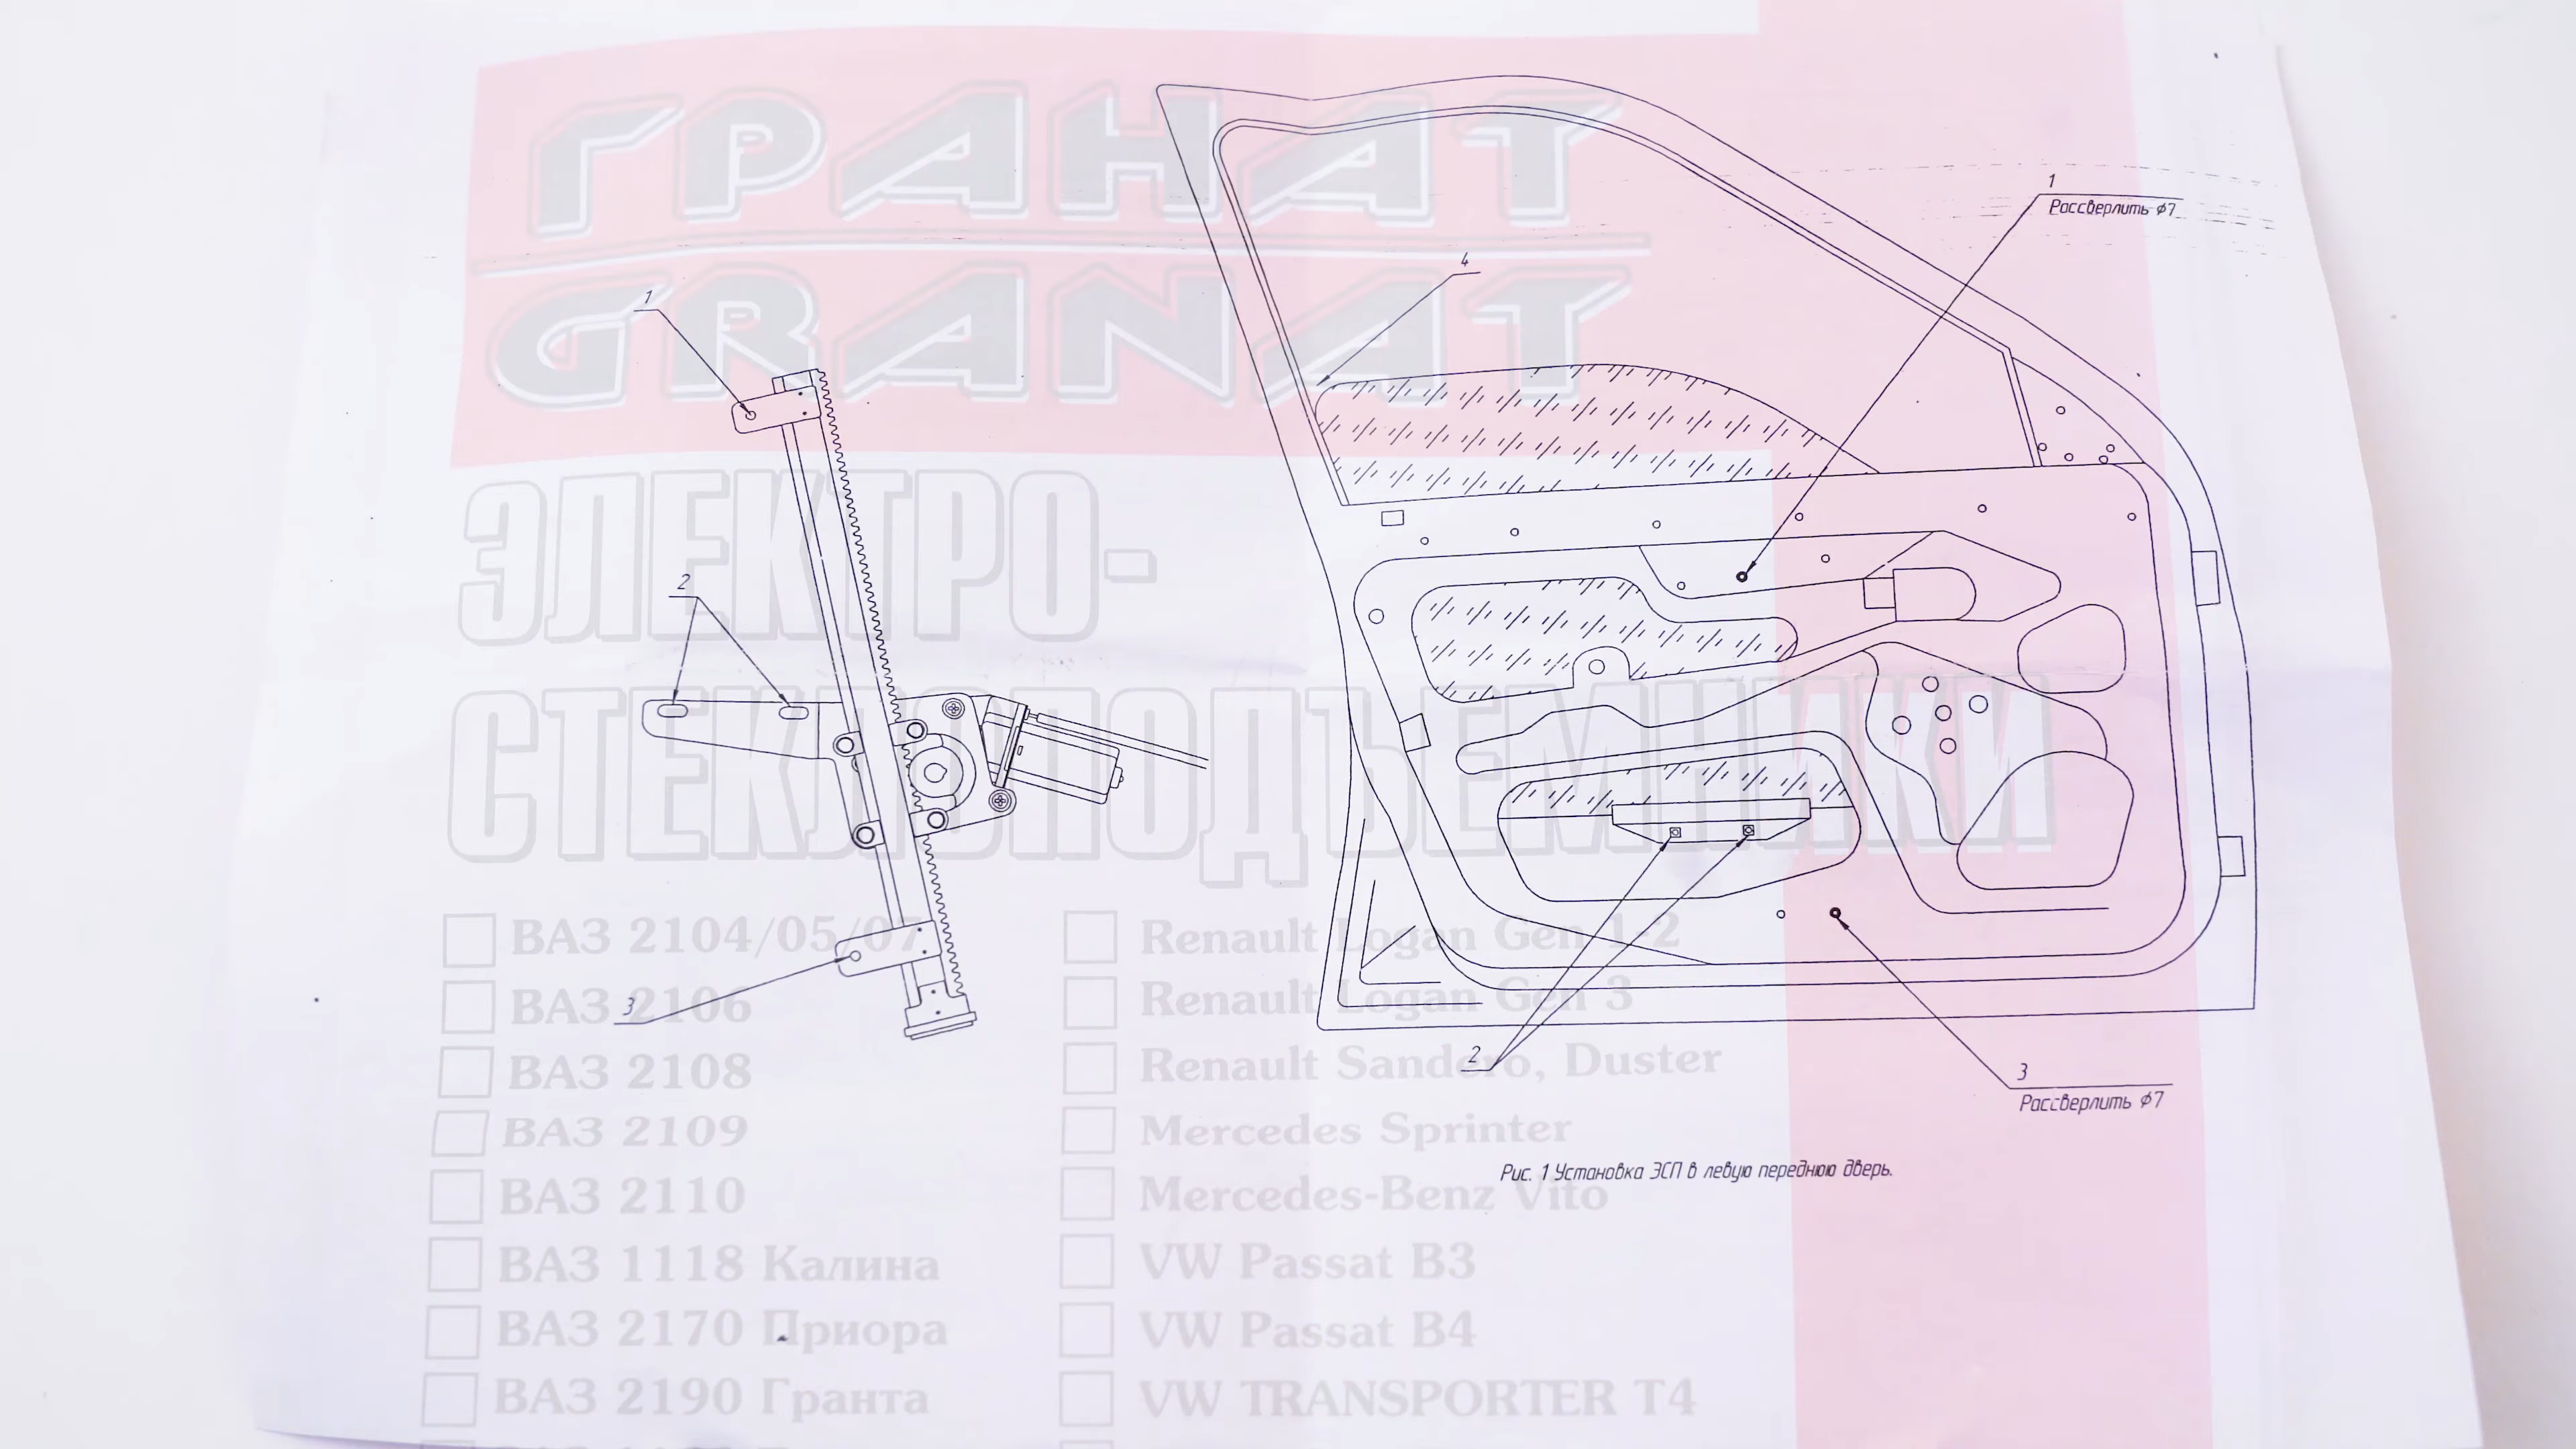 ГРАНАТ
GRANAT
ЭЛЕКТРО-
СТЕКЛОПОДЪЕМНИКИ
1
2
3
4
1
Рассверлить ⌀7
2
3
Рассверлить ⌀7
Рис. 1 Установка ЭСП в левую переднюю дверь.
ВАЗ 2104/05/07
ВАЗ 2106
ВАЗ 2108
ВАЗ 2109
ВАЗ 2110
ВАЗ 1118 Калина
ВАЗ 2170 Приора
ВАЗ 2190 Гранта
Renault Logan Gen 1-2
Renault Logan Gen 3
Renault Sandero, Duster
Mercedes Sprinter
Mercedes-Benz Vito
VW Passat B3
VW Passat B4
VW TRANSPORTER T4